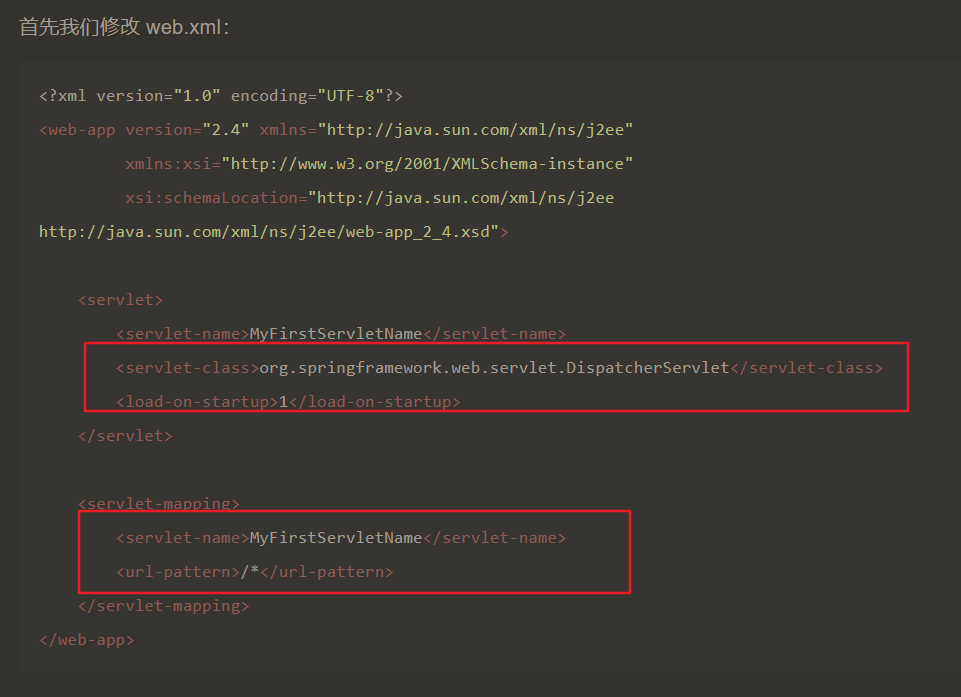 首先我们修改 web.xml：
<?xml version="1.0" encoding="UTF-8"?>
<web-app version="2.4" xmlns="http://java.sun.com/xml/ns/j2ee"
xmlns:xsi="http://www.w3.org/2001/XMLSchema-instance"
xsi:schemaLocation="http://java.sun.com/xml/ns/j2ee
http://java.sun.com/xml/ns/j2ee/web-app_2_4.xsd">
<servlet>
<servlet-name>MyFirstServletName</servlet-name>
<servlet-class>org.springframework.web.servlet.DispatcherServlet</servlet-class>
<load-on-startup>1</load-on-startup>
</servlet>
<servlet-mapping>
<servlet-name>MyFirstServletName</servlet-name>
<url-pattern>/*</url-pattern>
</servlet-mapping>
</web-app>